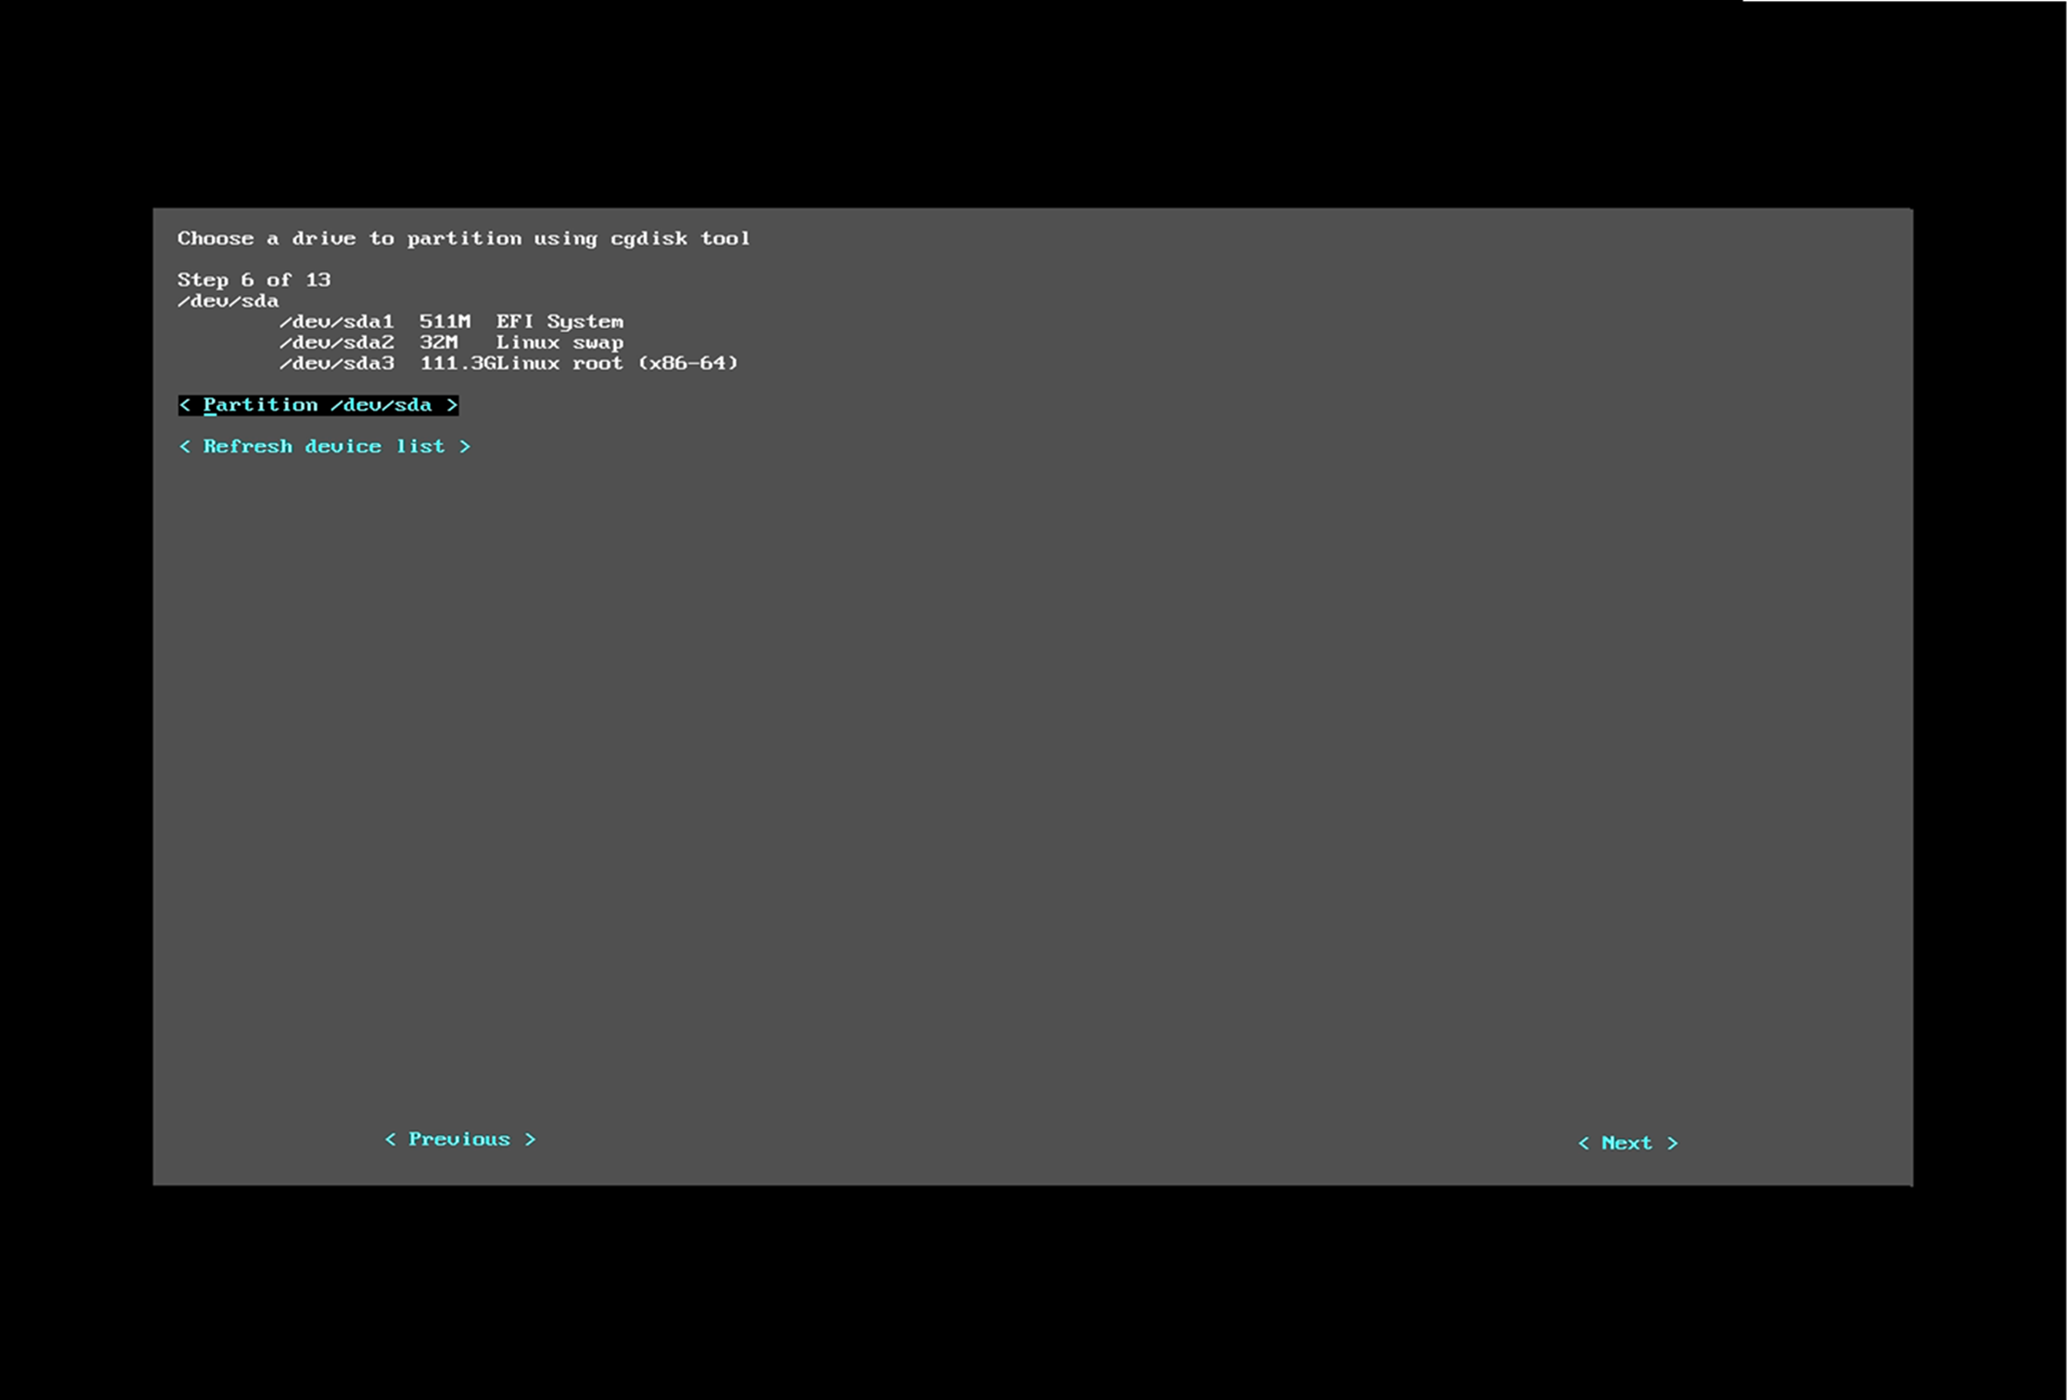 Choose a drive to partition using cgdisk tool
Step 6 of 13
/dev/sda
/dev/sda1 511M EFI System
/dev/sda2 32M Linux swap
/dev/sda3 111.3GLinux root (x86-64)
< Partition /dev/sda >
< Refresh device list >
< Previous >
< Next >